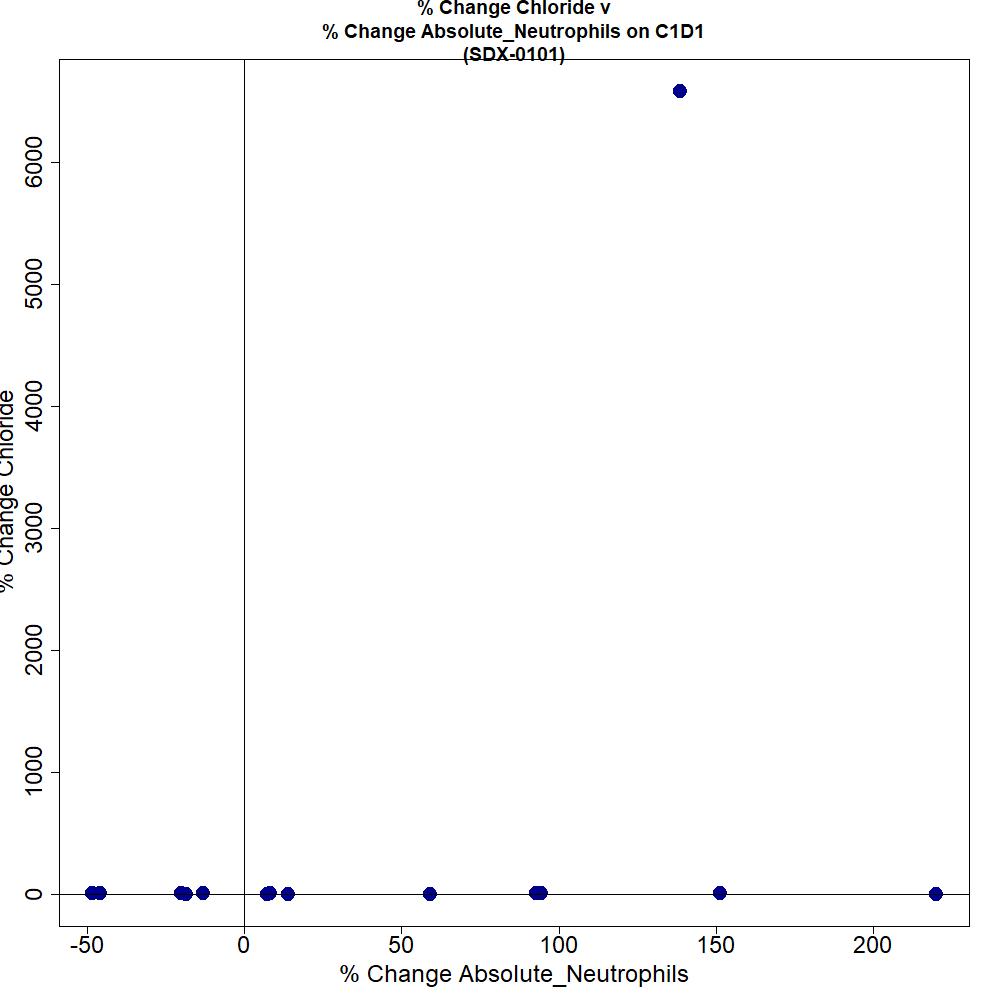 % Change Chloride v
% Change Absolute_Neutrophils on C1D1
(SDX-0101)
% Change Chloride
6000
5000
4000
3000
2000
1000
0
-50
0
50
100
150
200
% Change Absolute_Neutrophils